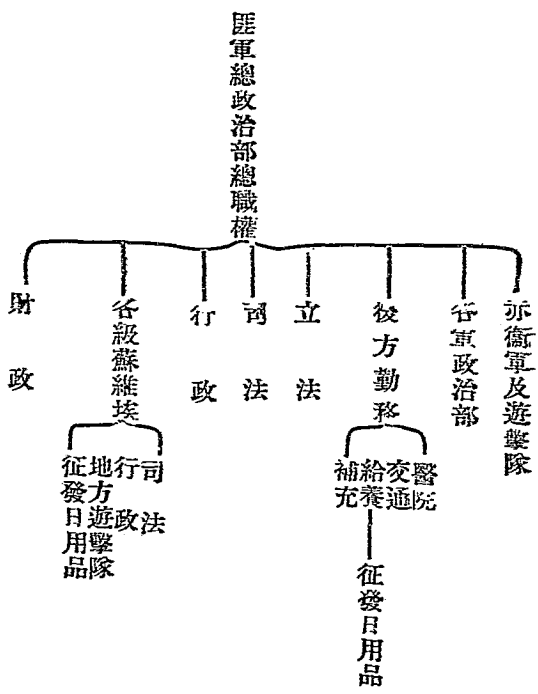 匪軍總政治部總職權
赤衞軍及遊擊隊
各軍政治部
後方勤務
醫院
交通
給養
補充
征發日用品
立法
司法
行政
各級蘇維埃
司法
行政
地方遊擊隊
征發日用品
財政